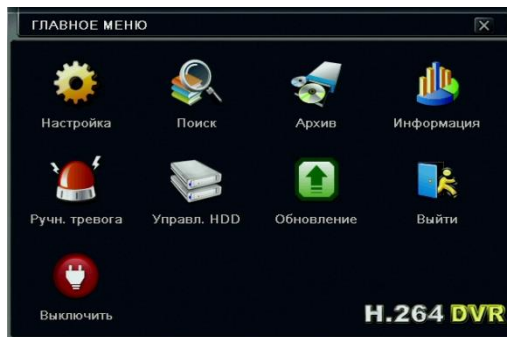 ГЛАВНОЕ МЕНЮ
Настройка
Поиск
Архив
Информация
Ручн. тревога
Управл. HDD
Обновление
Выйти
Выключить
H.264 DVR